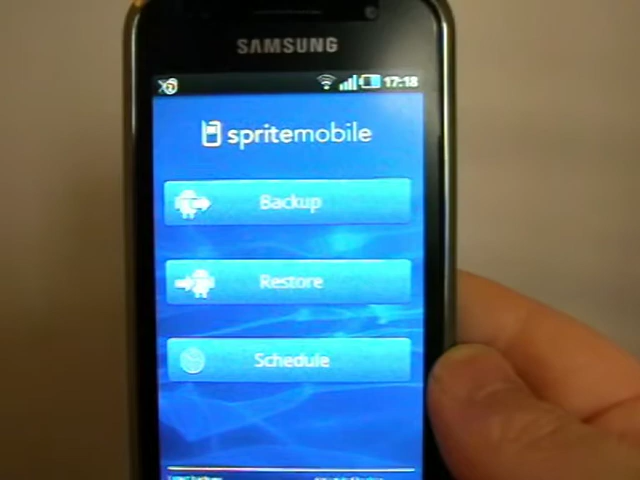 SAMSUNG
17:18
spritemobile
Backup
Restore
Schedule